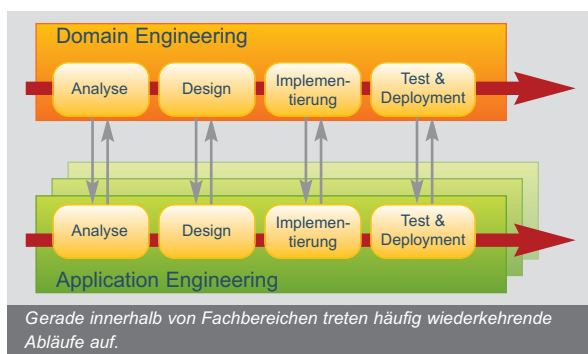 Domain Engineering
Analyse
Design
Implemen-
tierung
Test &
Deployment
Analyse
Design
Implemen-
tierung
Test &
Deployment
Application Engineering
Gerade innerhalb von Fachbereichen treten häufig wiederkehrende
Abläufe auf.